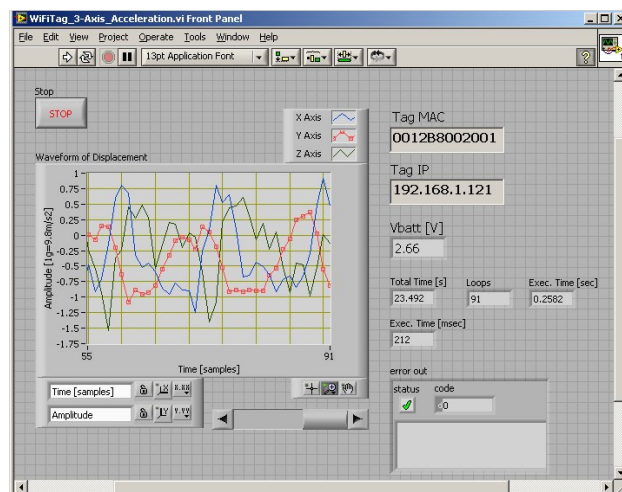 WiFiTag_3-Axis_Acceleration.vi Front Panel
File Edit View Project Operate Tools Window Help
13pt Application Font
Stop
STOP
X Axis
Y Axis
Z Axis
Waveform of Displacement
Amplitude [1g=9.8m/s2]
1
0.75
0.5
0.25
0
-0.25
-0.5
-0.75
-1
-1.25
-1.5
-1.75
55
91
Time [samples]
Time [samples]
Amplitude
Tag MAC
0012B8002001
Tag IP
192.168.1.121
Vbatt [V]
2.66
Total Time [s] Loops Exec. Time [sec]
23.492 91 0.2582
Exec. Time [msec]
212
error out
status code
0